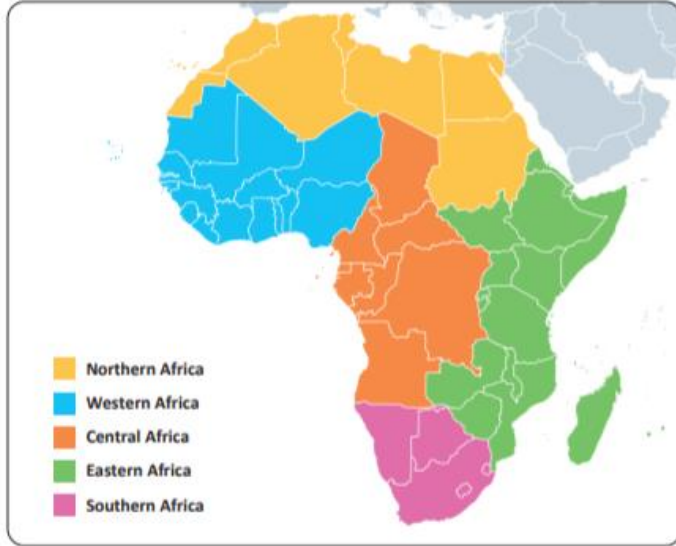 Northern Africa
Western Africa
Central Africa
Eastern Africa
Southern Africa